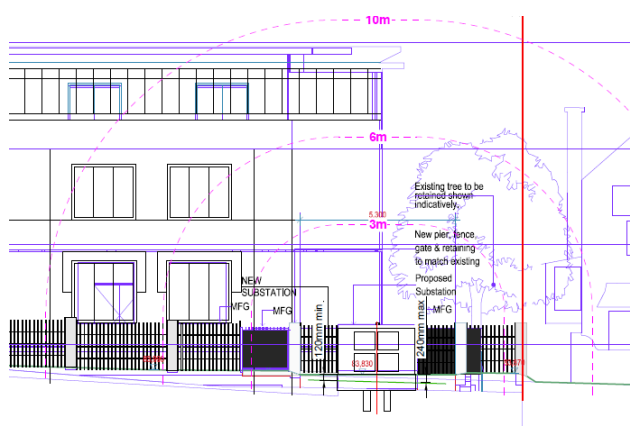 10m
6m
Existing tree to be
retained shown
indicatively.
5,300
3m
New pier, fence,
gate & retaining
to match existing
Proposed
Substation
NEW
SUBSTATION
MFG
MFG
MFG
120mm min.
240mm max
83,830